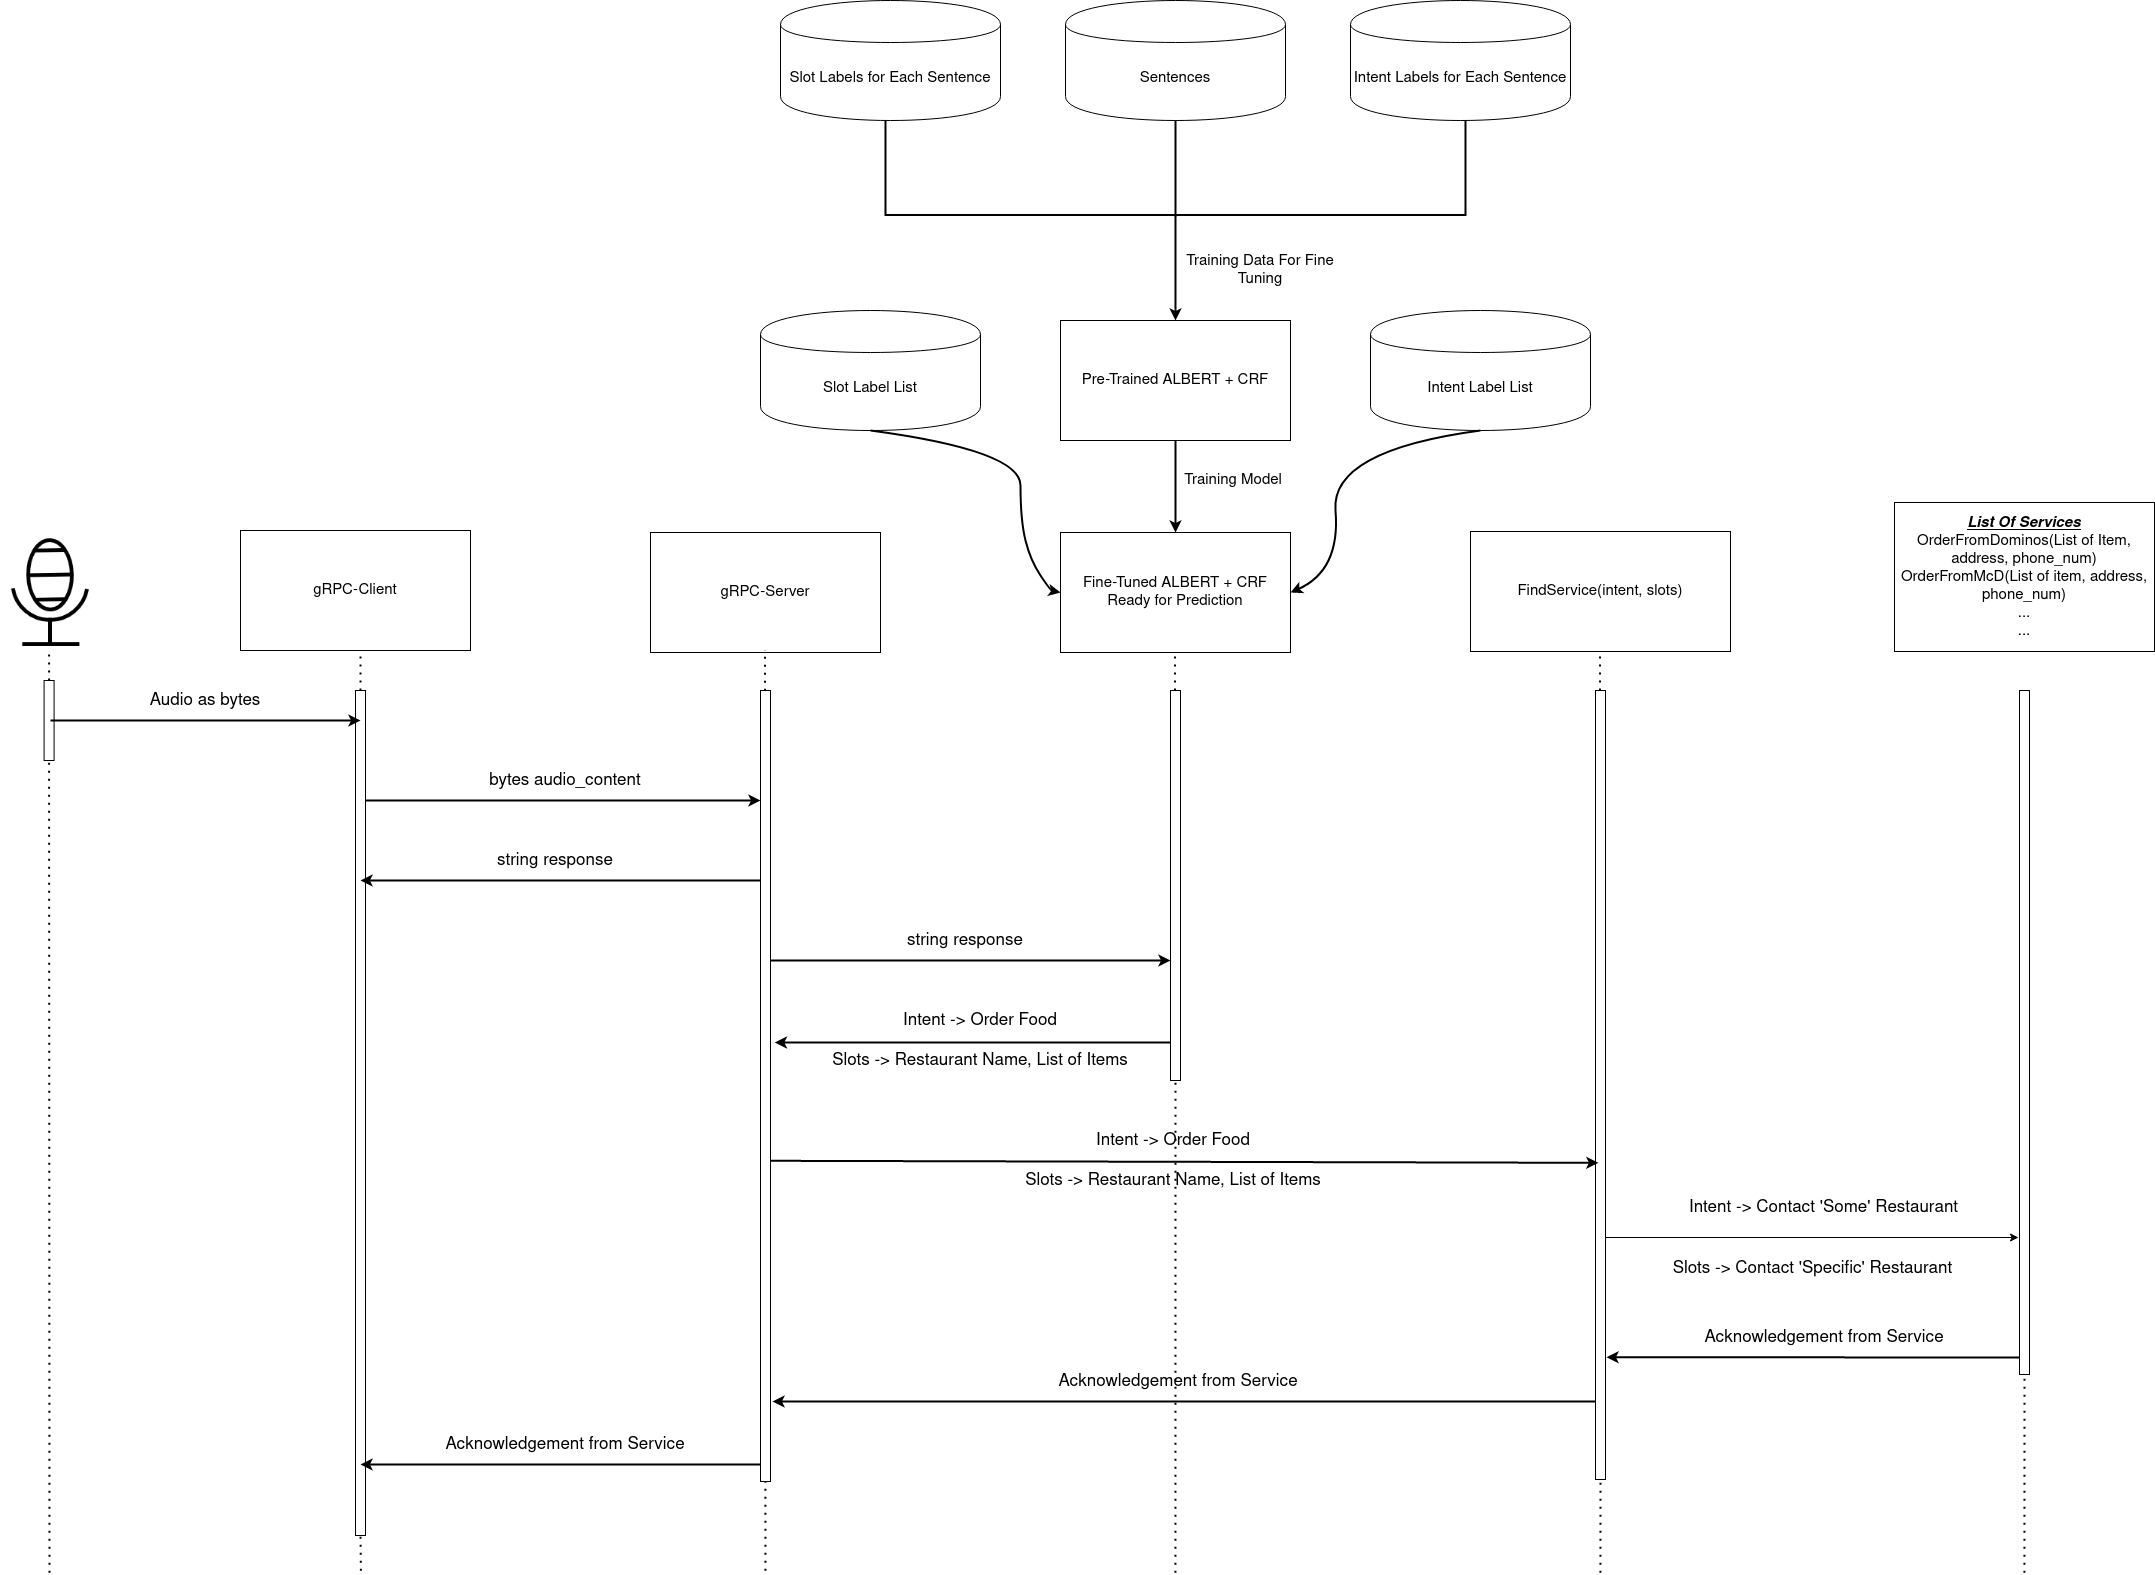 Slot Labels for Each Sentence
Sentences
Intent Labels for Each Sentence
Training Data For Fine
Tuning
Slot Label List
Pre-Trained ALBERT + CRF
Intent Label List
Training Model
gRPC-Client
gRPC-Server
Fine-Tuned ALBERT + CRF
Ready for Prediction
FindService(intent, slots)
List Of Services
OrderFromDominos(List of Item,
address, phone_num)
OrderFromMcD(List of item, address,
phone_num)
...
...
Audio as bytes
bytes audio_content
string response
string response
Intent -> Order Food
Slots -> Restaurant Name, List of Items
Intent -> Order Food
Slots -> Restaurant Name, List of Items
Intent -> Contact 'Some' Restaurant
Slots -> Contact 'Specific' Restaurant
Acknowledgement from Service
Acknowledgement from Service
Acknowledgement from Service